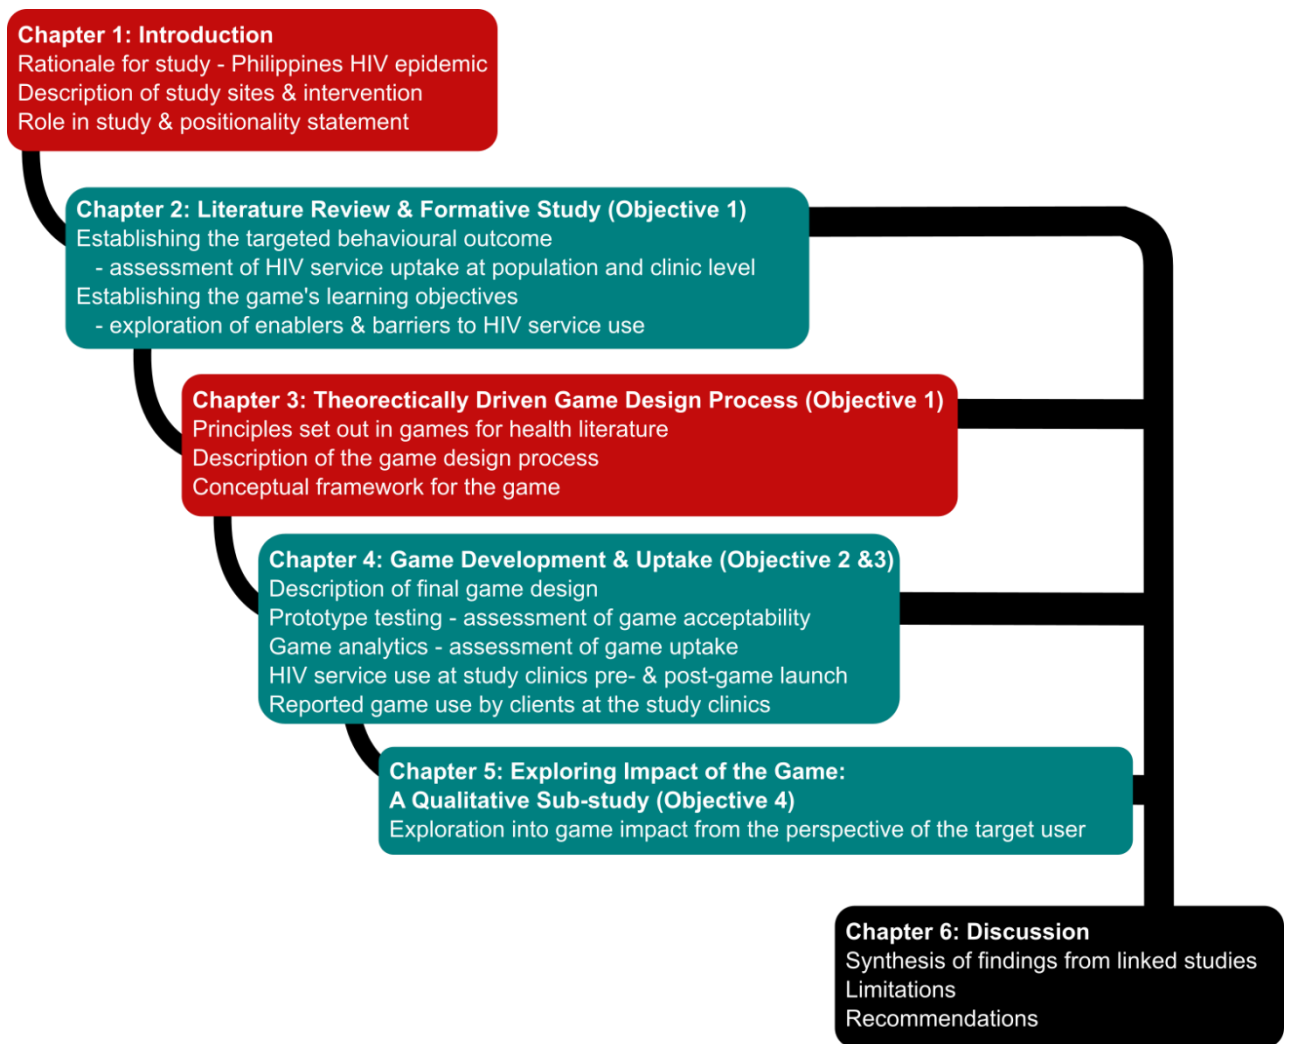 Chapter 1: Introduction
Rationale for study - Philippines HIV epidemic
Description of study sites & intervention
Role in study & positionality statement
Chapter 2: Literature Review & Formative Study (Objective 1)
Establishing the targeted behavioural outcome
- assessment of HIV service uptake at population and clinic level
Establishing the game's learning objectives
- exploration of enablers & barriers to HIV service use
Chapter 3: Theorectically Driven Game Design Process (Objective 1)
Principles set out in games for health literature
Description of the game design process
Conceptual framework for the game
Chapter 4: Game Development & Uptake (Objective 2 &3)
Description of final game design
Prototype testing - assessment of game acceptability
Game analytics - assessment of game uptake
HIV service use at study clinics pre- & post-game launch
Reported game use by clients at the study clinics
Chapter 5: Exploring Impact of the Game:
A Qualitative Sub-study (Objective 4)
Exploration into game impact from the perspective of the target user
Chapter 6: Discussion
Synthesis of findings from linked studies
Limitations
Recommendations